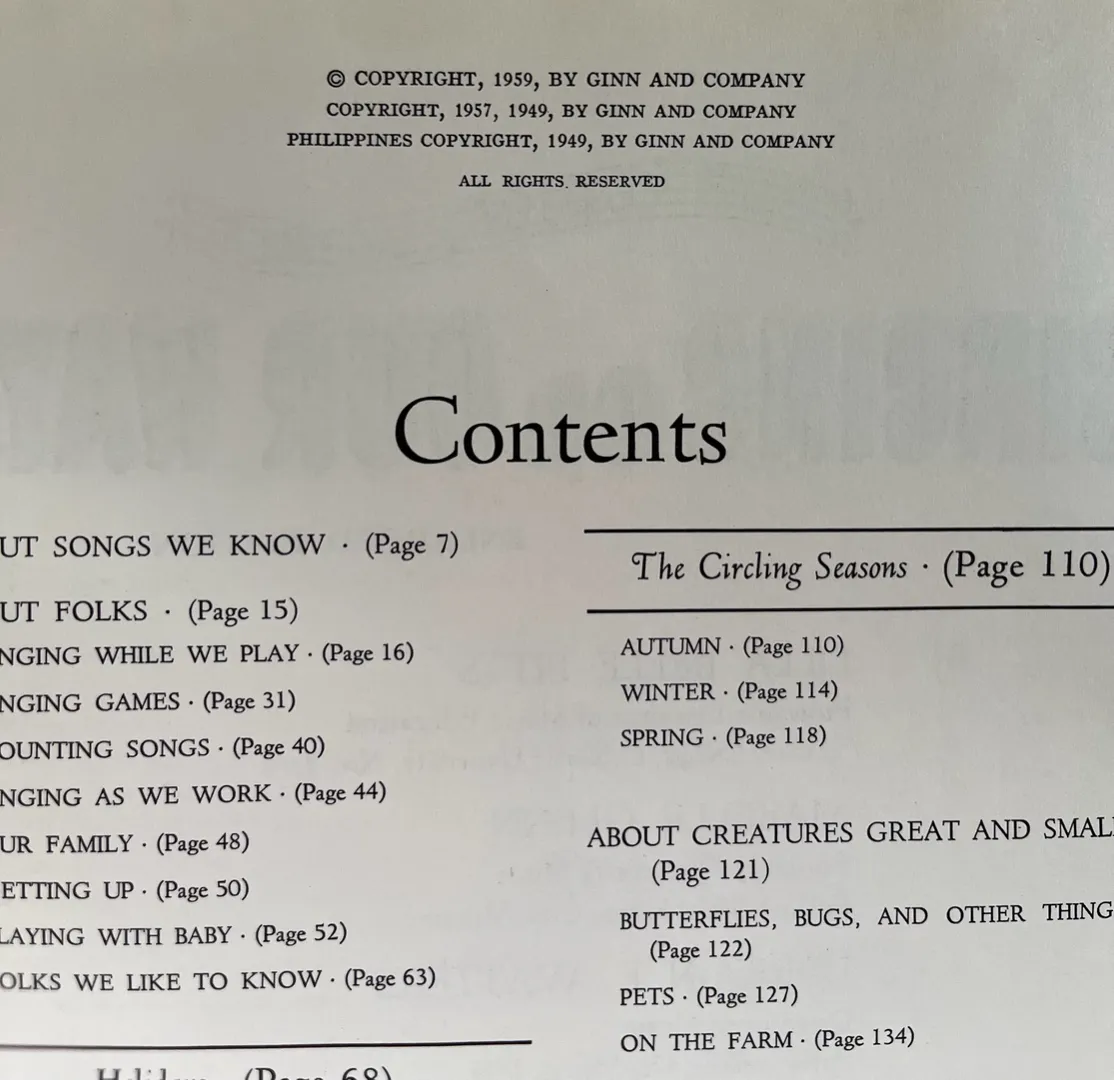 © COPYRIGHT, 1959, BY GINN AND COMPANY
COPYRIGHT, 1957, 1949, BY GINN AND COMPANY
PHILIPPINES COPYRIGHT, 1949, BY GINN AND COMPANY
ALL RIGHTS RESERVED
Contents
UT SONGS WE KNOW · (Page 7)
UT FOLKS · (Page 15)
NGING WHILE WE PLAY · (Page 16)
NGING GAMES · (Page 31)
OUNTING SONGS · (Page 40)
NGING AS WE WORK · (Page 44)
UR FAMILY · (Page 48)
ETTING UP · (Page 50)
LAYING WITH BABY · (Page 52)
OLKS WE LIKE TO KNOW · (Page 63)
(Page 68)
The Circling Seasons · (Page 110)
AUTUMN · (Page 110)
WINTER · (Page 114)
SPRING · (Page 118)
ABOUT CREATURES GREAT AND SMAL
(Page 121)
BUTTERFLIES, BUGS, AND OTHER THING
(Page 122)
PETS · (Page 127)
ON THE FARM · (Page 134)